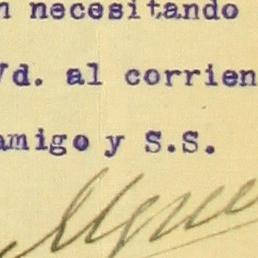 n necesitando
Vd. al corrien
amigo y S.S.